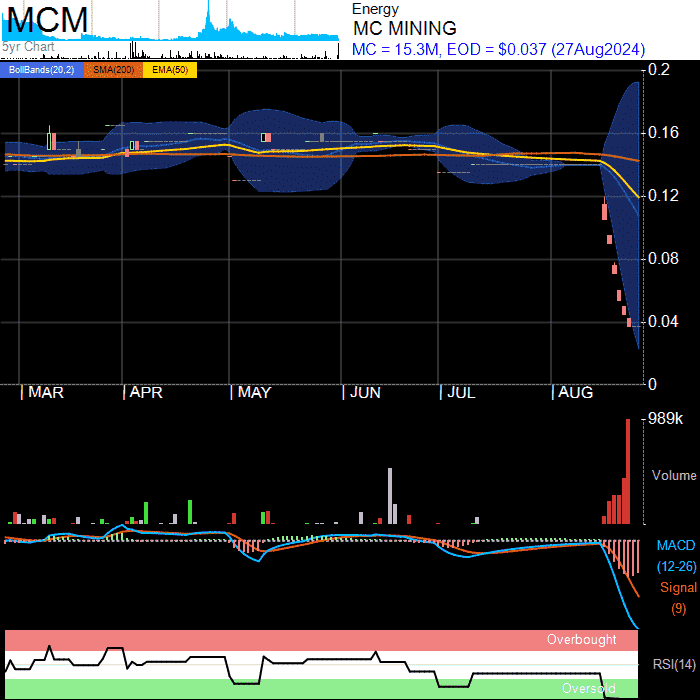 MCM
5yr Chart
Energy
MC MINING
MC = 15.3M, EOD = $0.037 (27Aug2024)
BollBands(20,2) SMA(200) EMA(50)
0.2
0.16
0.12
0.08
0.04
0
MAR APR MAY JUN JUL AUG
989k
Volume
MACD
(12-26)
Signal
(9)
Overbought
RSI(14)
Oversold